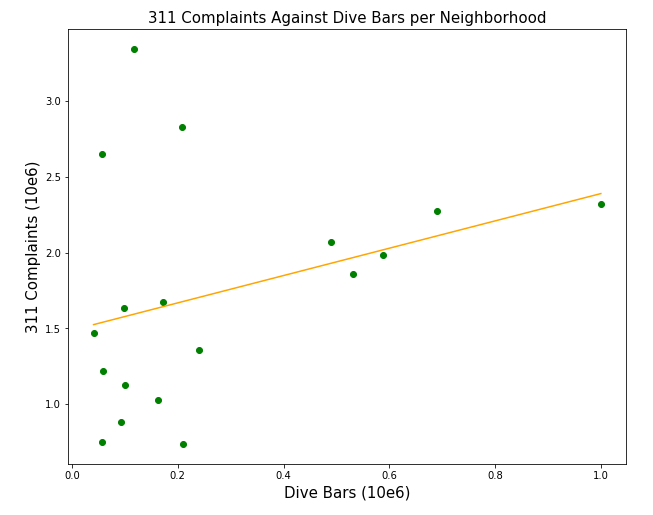 311 Complaints Against Dive Bars per Neighborhood
311 Complaints (10e6)
3.0
2.5
2.0
1.5
1.0
0.0 0.2 0.4 0.6 0.8 1.0
Dive Bars (10e6)